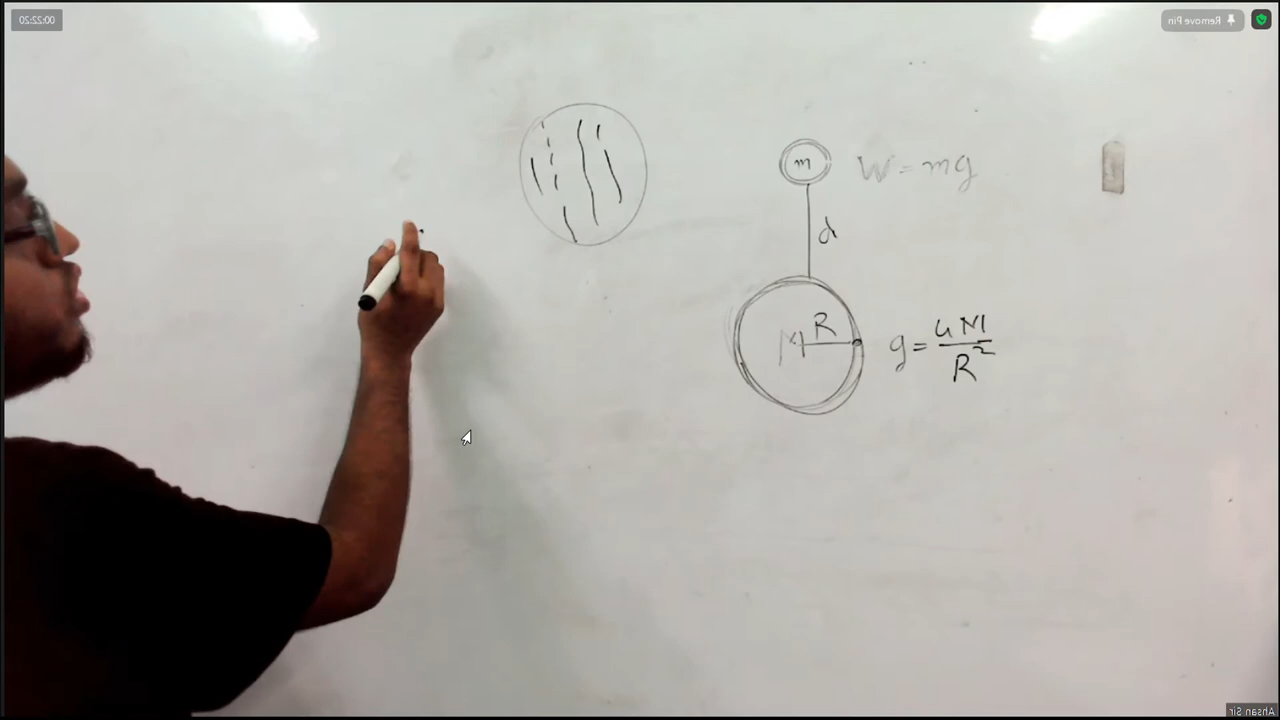 00:22:20
Remove Pin
m
W = mg
d
R
M
g = GM/R²
Ahsan Sir